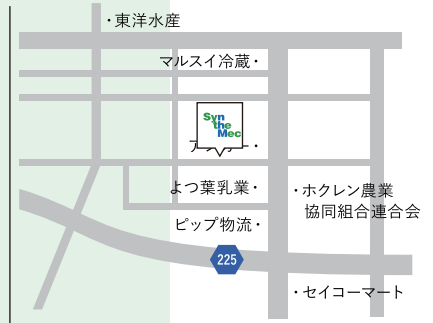 ・東洋水産
マルスイ冷蔵・
Syn
the
Mec
よつ葉乳業・
・ホクレン農業
協同組合連合会
ピップ物流・
225
・セイコーマート